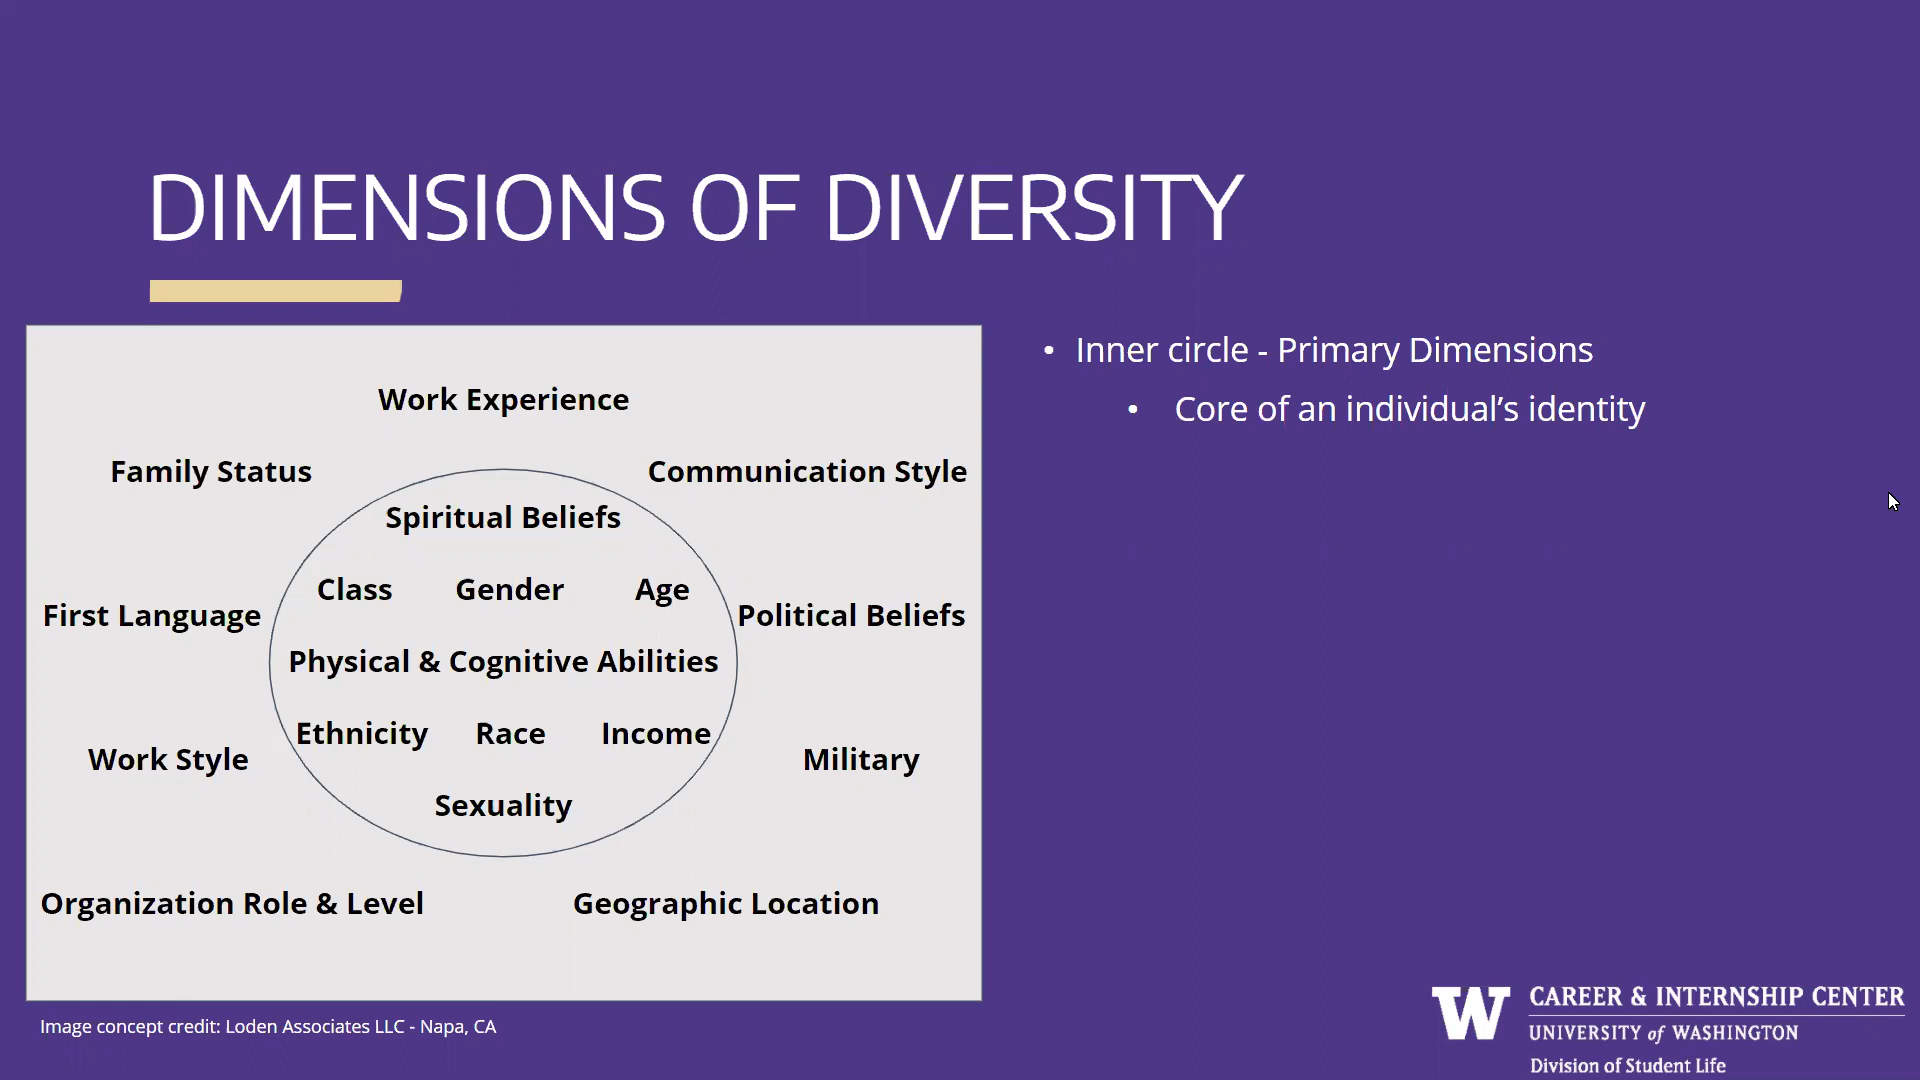 DIMENSIONS OF DIVERSITY
Work Experience
Family Status
Communication Style
Spiritual Beliefs
Class Gender Age
First Language
Political Beliefs
Physical & Cognitive Abilities
Ethnicity Race Income
Work Style
Military
Sexuality
Organization Role & Level
Geographic Location
Image concept credit: Loden Associates LLC - Napa, CA
• Inner circle - Primary Dimensions
• Core of an individual’s identity
W
CAREER & INTERNSHIP CENTER
UNIVERSITY of WASHINGTON
Division of Student Life